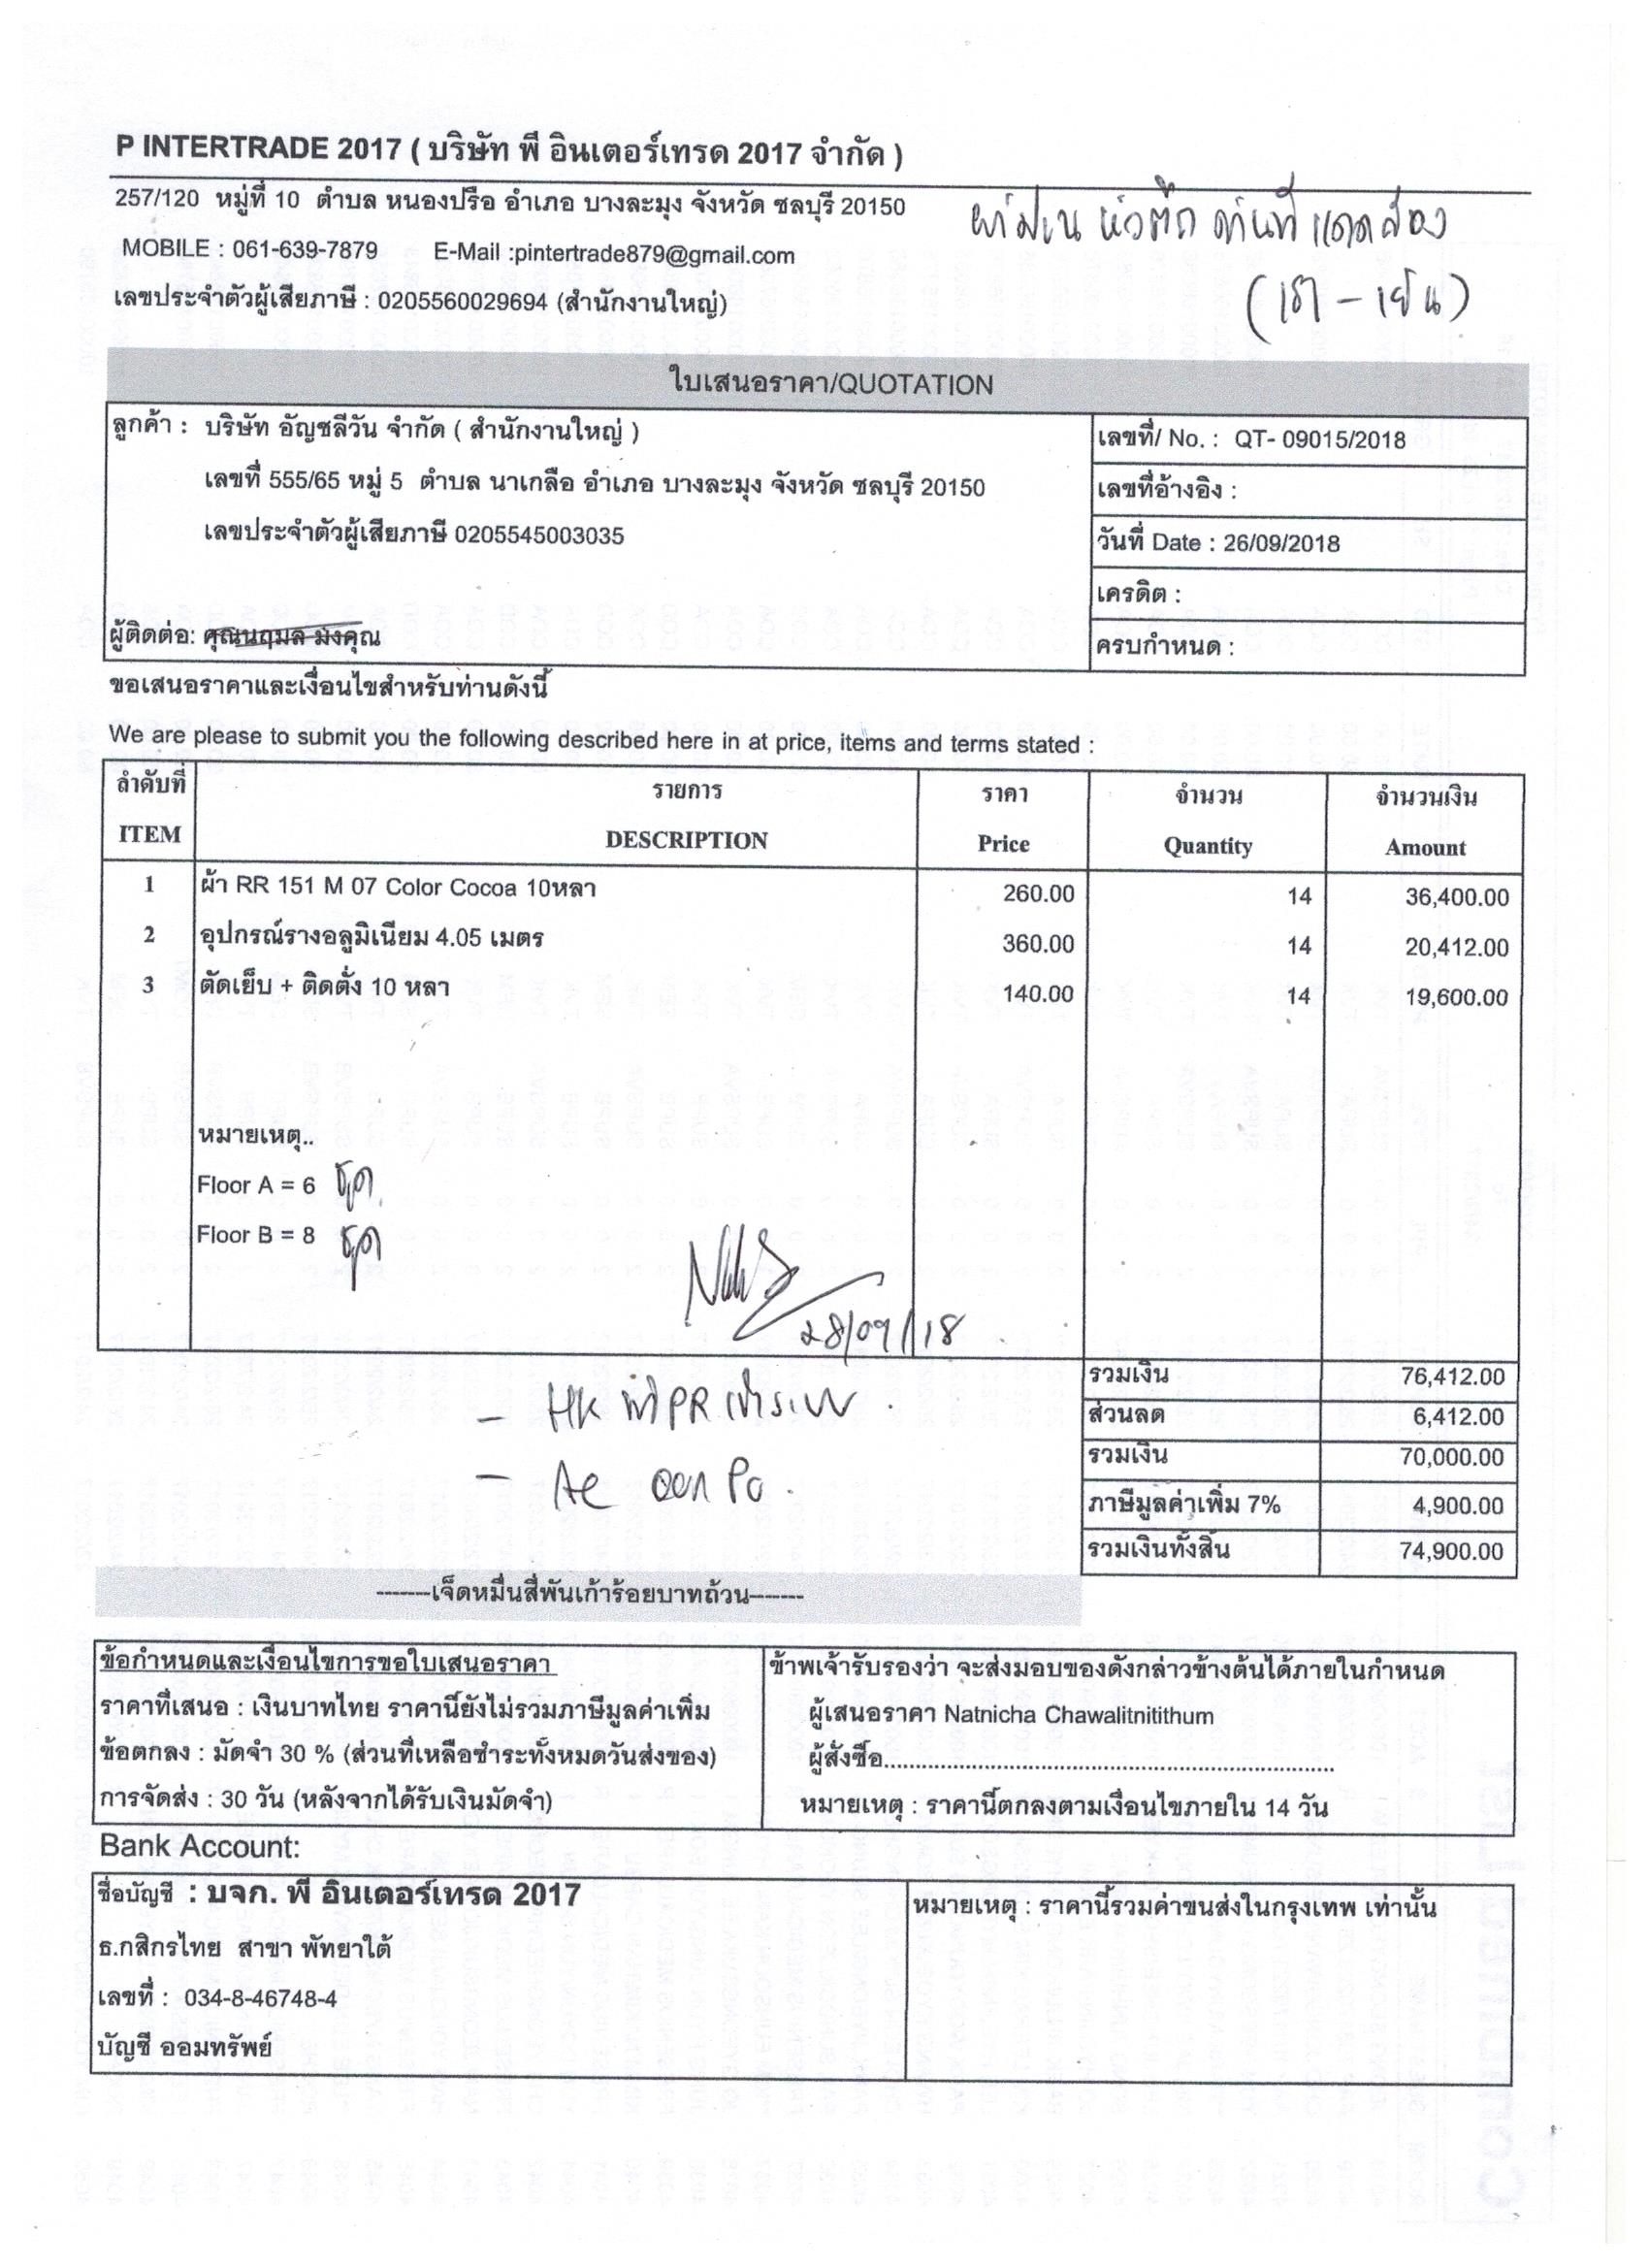 P INTERTRADE 2017 ( บริษัท พี อินเตอร์เทรด 2017 จำกัด )
257/120 หมู่ที่ 10 ตำบล หนองปรือ อำเภอ บางละมุง จังหวัด ชลบุรี 20150
ผ้าม่าน หัวตึก ด้านที่แดดส่อง
MOBILE : 061-639-7879 E-Mail :pintertrade879@gmail.com
(เช้า - เย็น)
เลขประจำตัวผู้เสียภาษี : 0205560029694 (สำนักงานใหญ่)
ใบเสนอราคา/QUOTATION
ลูกค้า : บริษัท อัญชลีวัน จำกัด ( สำนักงานใหญ่ )
เลขที่/ No. : QT- 09015/2018
เลขที่ 555/65 หมู่ 5 ตำบล นาเกลือ อำเภอ บางละมุง จังหวัด ชลบุรี 20150
เลขที่อ้างอิง :
เลขประจำตัวผู้เสียภาษี 0205545003035
วันที่ Date : 26/09/2018
เครดิต :
ผู้ติดต่อ: คุณนฤมล มงคุณ
ครบกำหนด :
ขอเสนอราคาและเงื่อนไขสำหรับท่านดังนี้
We are please to submit you the following described here in at price, items and terms stated :
ลำดับที่ รายการ ราคา จำนวน จำนวนเงิน
ITEM DESCRIPTION Price Quantity Amount
1 ผ้า RR 151 M 07 Color Cocoa 10หลา 260.00 14 36,400.00
2 อุปกรณ์รางอลูมิเนียม 4.05 เมตร 360.00 14 20,412.00
3 ตัดเย็บ + ติดตั้ง 10 หลา 140.00 14 19,600.00
หมายเหตุ..
Floor A = 6 ชุด.
Floor B = 8 ชุด
28/09/18
รวมเงิน 76,412.00
- HK ทำ PR เข้าระบบ.
ส่วนลด 6,412.00
รวมเงิน 70,000.00
- Ac ออก Po.
ภาษีมูลค่าเพิ่ม 7% 4,900.00
รวมเงินทั้งสิ้น 74,900.00
-------เจ็ดหมื่นสี่พันเก้าร้อยบาทถ้วน-------
ข้อกำหนดและเงื่อนไขการขอใบเสนอราคา
ราคาที่เสนอ : เงินบาทไทย ราคานี้ยังไม่รวมภาษีมูลค่าเพิ่ม
ข้อตกลง : มัดจำ 30 % (ส่วนที่เหลือชำระทั้งหมดวันส่งของ)
การจัดส่ง : 30 วัน (หลังจากได้รับเงินมัดจำ)
ข้าพเจ้ารับรองว่า จะส่งมอบของดังกล่าวข้างต้นได้ภายในกำหนด
ผู้เสนอราคา Natnicha Chawalitnitithum
ผู้สั่งซื้อ......................................................................
หมายเหตุ : ราคานี้ตกลงตามเงื่อนไขภายใน 14 วัน
Bank Account:
ชื่อบัญชี : บจก. พี อินเตอร์เทรด 2017
ธ.กสิกรไทย สาขา พัทยาใต้
เลขที่ : 034-8-46748-4
บัญชี ออมทรัพย์
หมายเหตุ : ราคานี้รวมค่าขนส่งในกรุงเทพ เท่านั้น